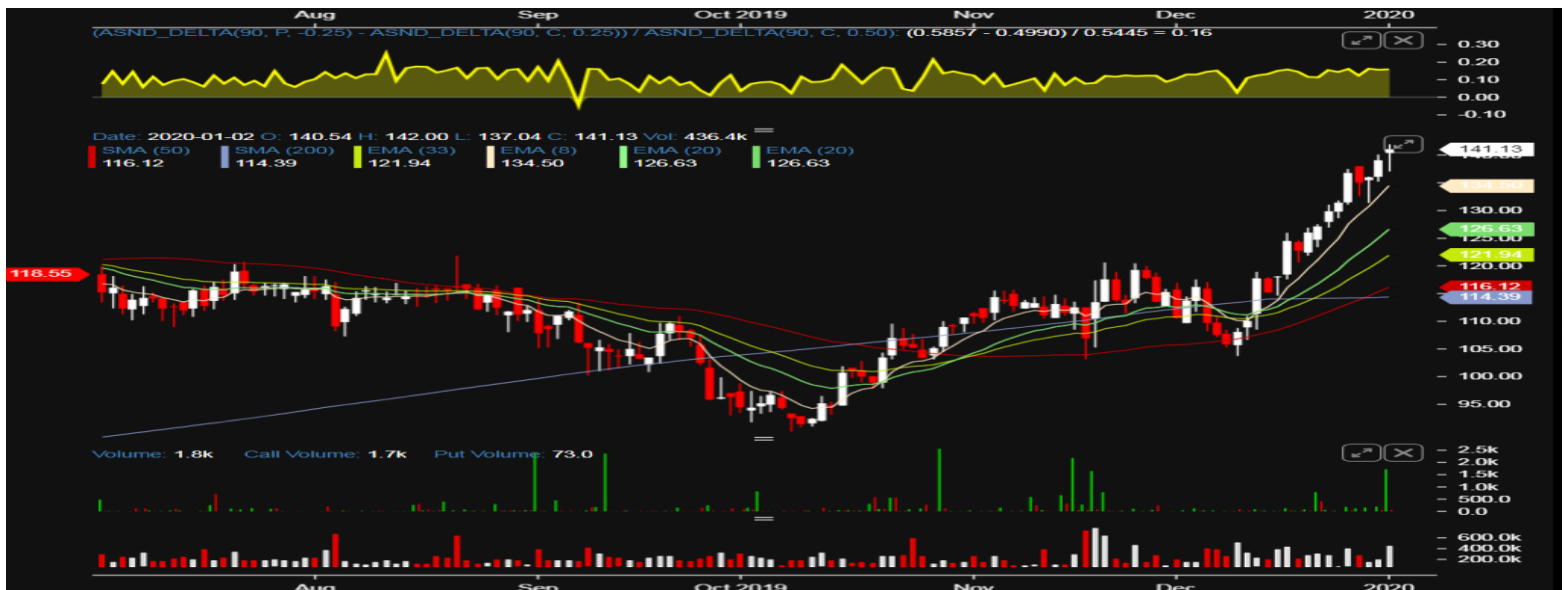 Aug Sep Oct 2019 Nov Dec 2020
(ASND_DELTA(90, P, -0.25) - ASND_DELTA(90, C, 0.25)) / ASND_DELTA(90, C, 0.50): (0.5857 - 0.4990) / 0.5445 = 0.16
0.30
0.20
0.10
0.00
-0.10
Date: 2020-01-02 O: 140.54 H: 142.00 L: 137.04 C: 141.13 Vol: 436.4k
SMA (50) SMA (200) EMA (33) EMA (8) EMA (20) EMA (20)
116.12 114.39 121.94 134.50 126.63 126.63
141.13
134.50
130.00
126.63
125.00
121.94
120.00
118.55
116.12
114.39
110.00
105.00
100.00
95.00
Volume: 1.8k Call Volume: 1.7k Put Volume: 73.0
2.5k
2.0k
1.5k
1.0k
500.0
0.0
600.0k
400.0k
200.0k
Aug Sep Oct 2019 Nov Dec 2020